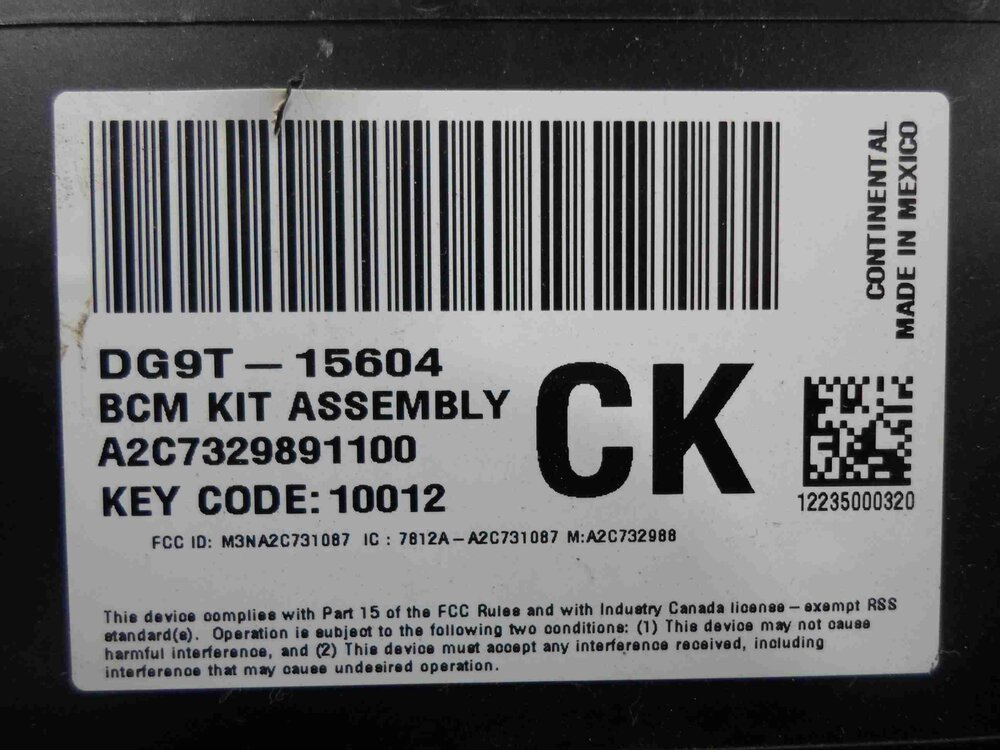 CONTINENTAL
MADE IN MEXICO
DG9T-15604
BCM KIT ASSEMBLY
A2C7329891100
KEY CODE: 10012
CK
12235000320
FCC ID: M3NA2C731087 IC : 7812A-A2C731087 M:A2C732988
This device complies with Part 15 of the FCC Rules and with Industry Canada license-exempt RSS
standard(s). Operation is subject to the following two conditions: (1) This device may not cause
harmful interference, and (2) This device must accept any interference received, including
interference that may cause undesired operation.